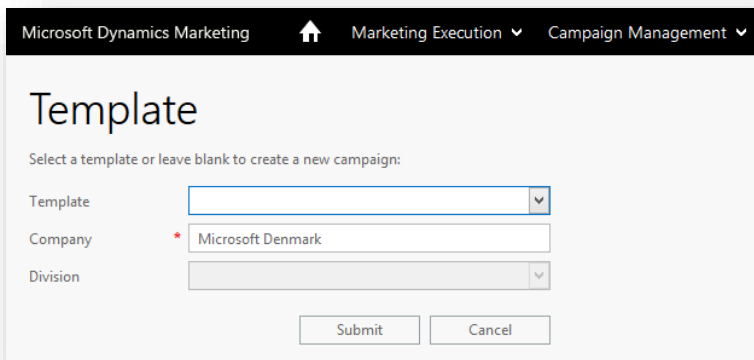 Microsoft Dynamics Marketing Marketing Execution Campaign Management
Template
Select a template or leave blank to create a new campaign:
Template
Company * Microsoft Denmark
Division
Submit Cancel